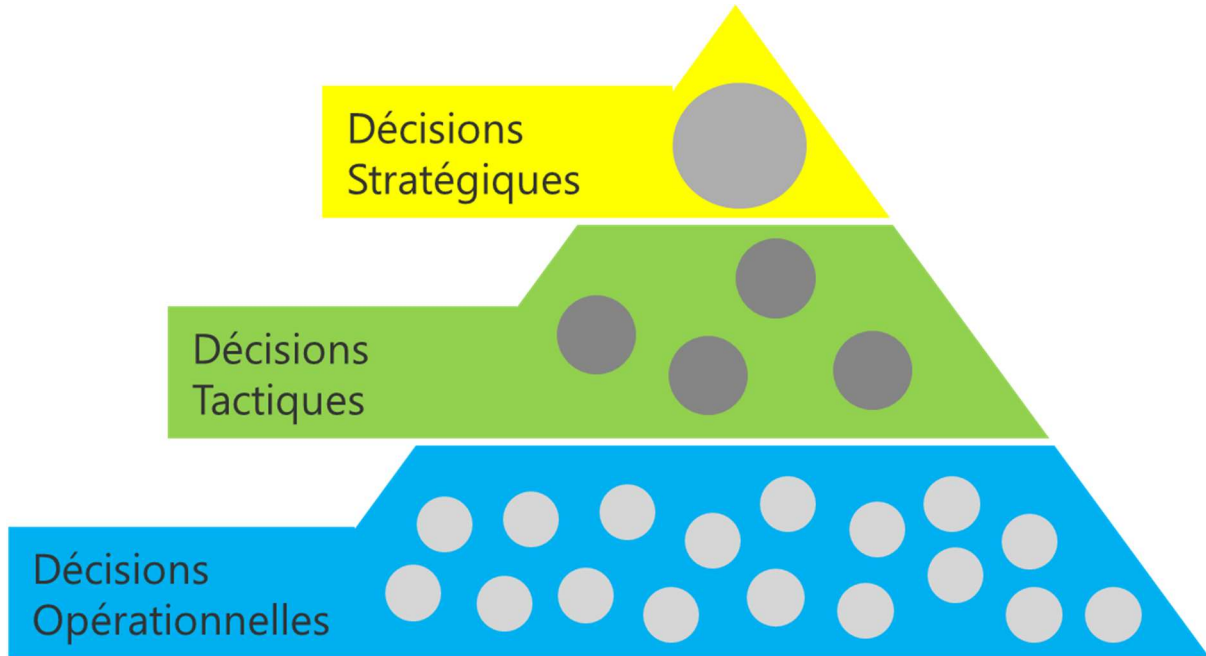 Décisions
Stratégiques
Décisions
Tactiques
Décisions
Opérationnelles